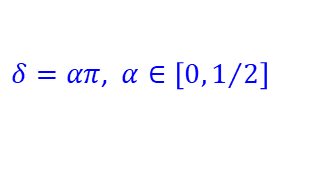 δ = απ, α ∈ [0, 1/2]